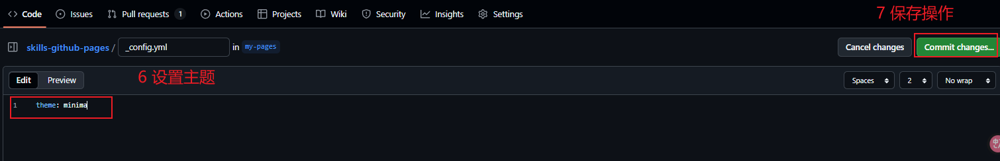 Code Issues Pull requests 1 Actions Projects Wiki Security Insights Settings
7 保存操作
skills-github-pages / _config.yml in my-pages Cancel changes Commit changes...
6 设置主题
Edit Preview Spaces 2 No wrap
1 theme: minima